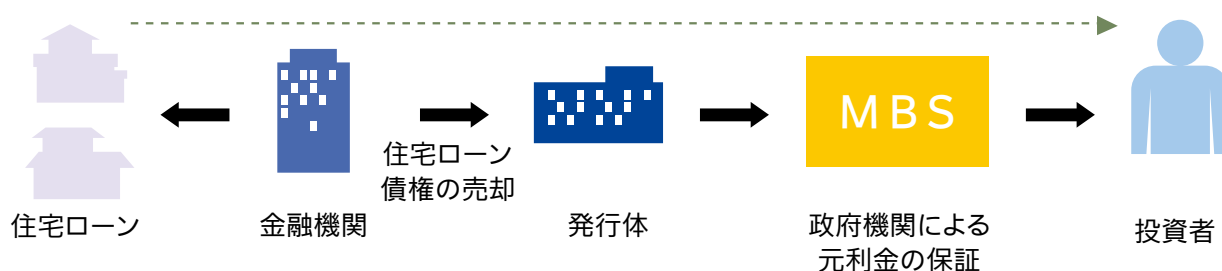 MBS
住宅ローン
債権の売却
住宅ローン
金融機関
発行体
政府機関による
元利金の保証
投資者